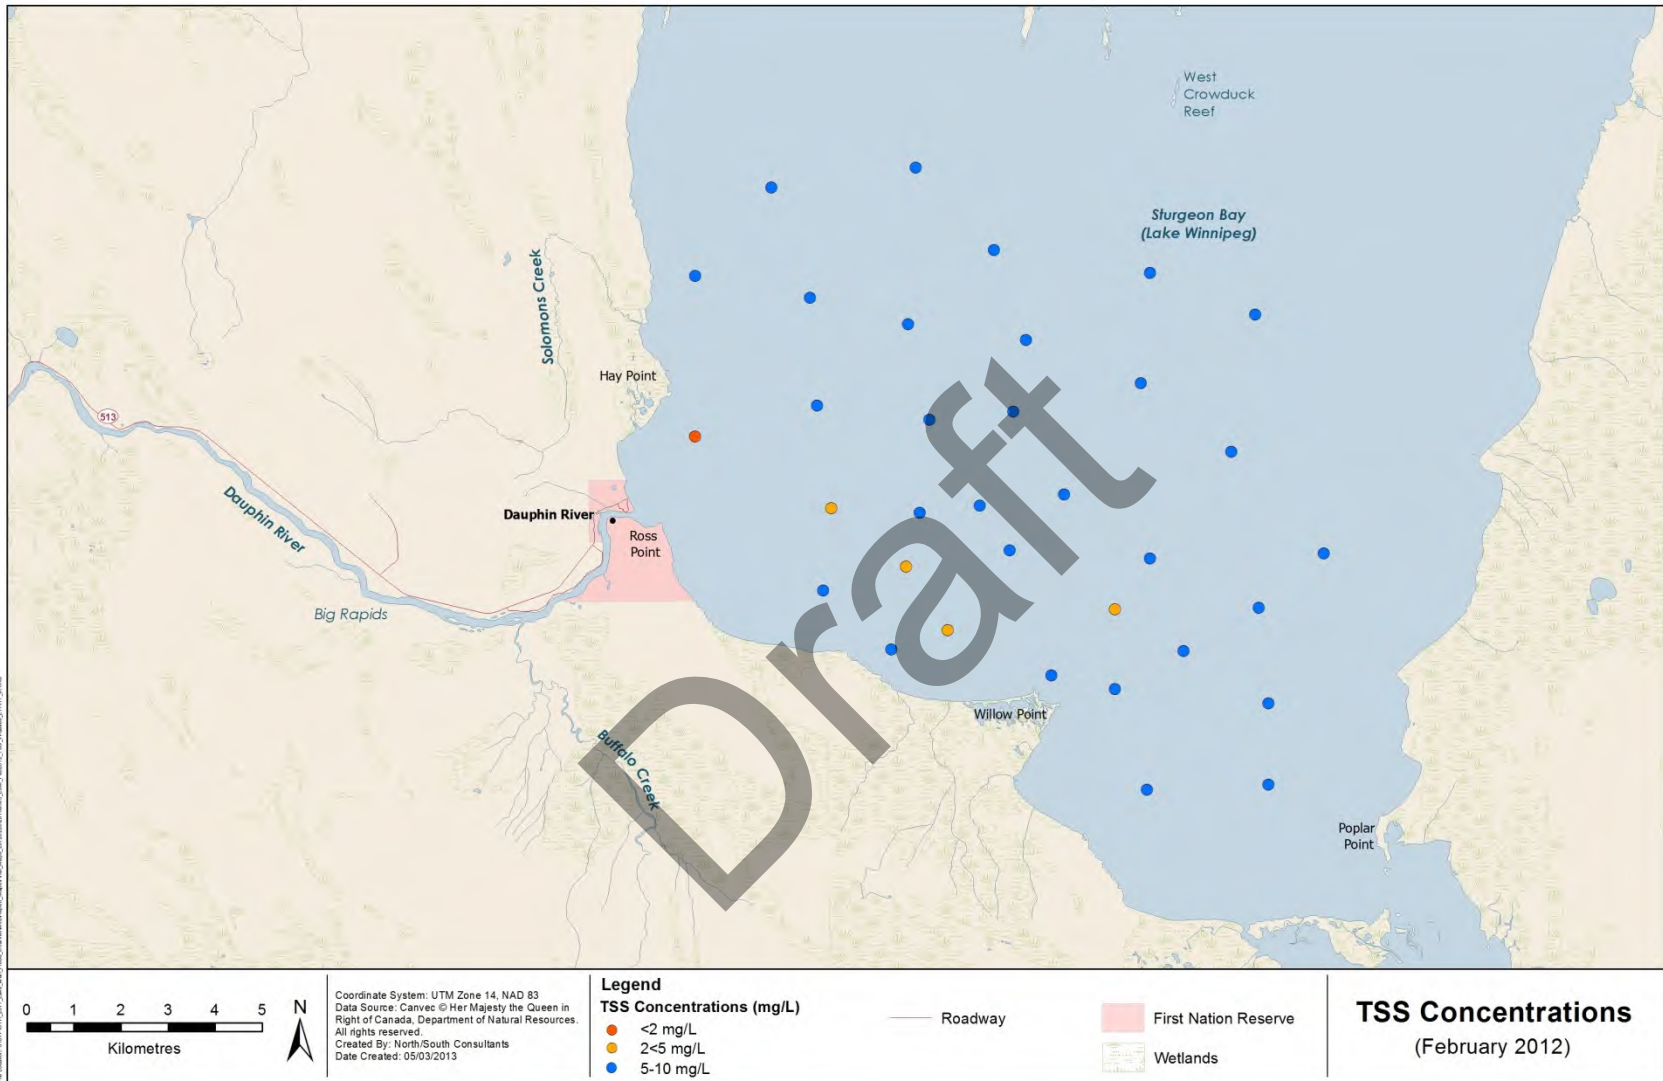 West
Crowduck
Reef
Sturgeon Bay
(Lake Winnipeg)
Solomons Creek
Hay Point
513
Dauphin River
Dauphin River
Ross
Point
Big Rapids
Willow Point
Buffalo Creek
Poplar
Point
Draft
0 1 2 3 4 5
Kilometres
N
Coordinate System: UTM Zone 14, NAD 83
Data Source: Canvec © Her Majesty the Queen in
Right of Canada, Department of Natural Resources.
All rights reserved.
Created By: North/South Consultants
Date Created: 05/03/2013
Legend
TSS Concentrations (mg/L)
<2 mg/L
2<5 mg/L
5-10 mg/L
Roadway
First Nation Reserve
Wetlands
TSS Concentrations
(February 2012)